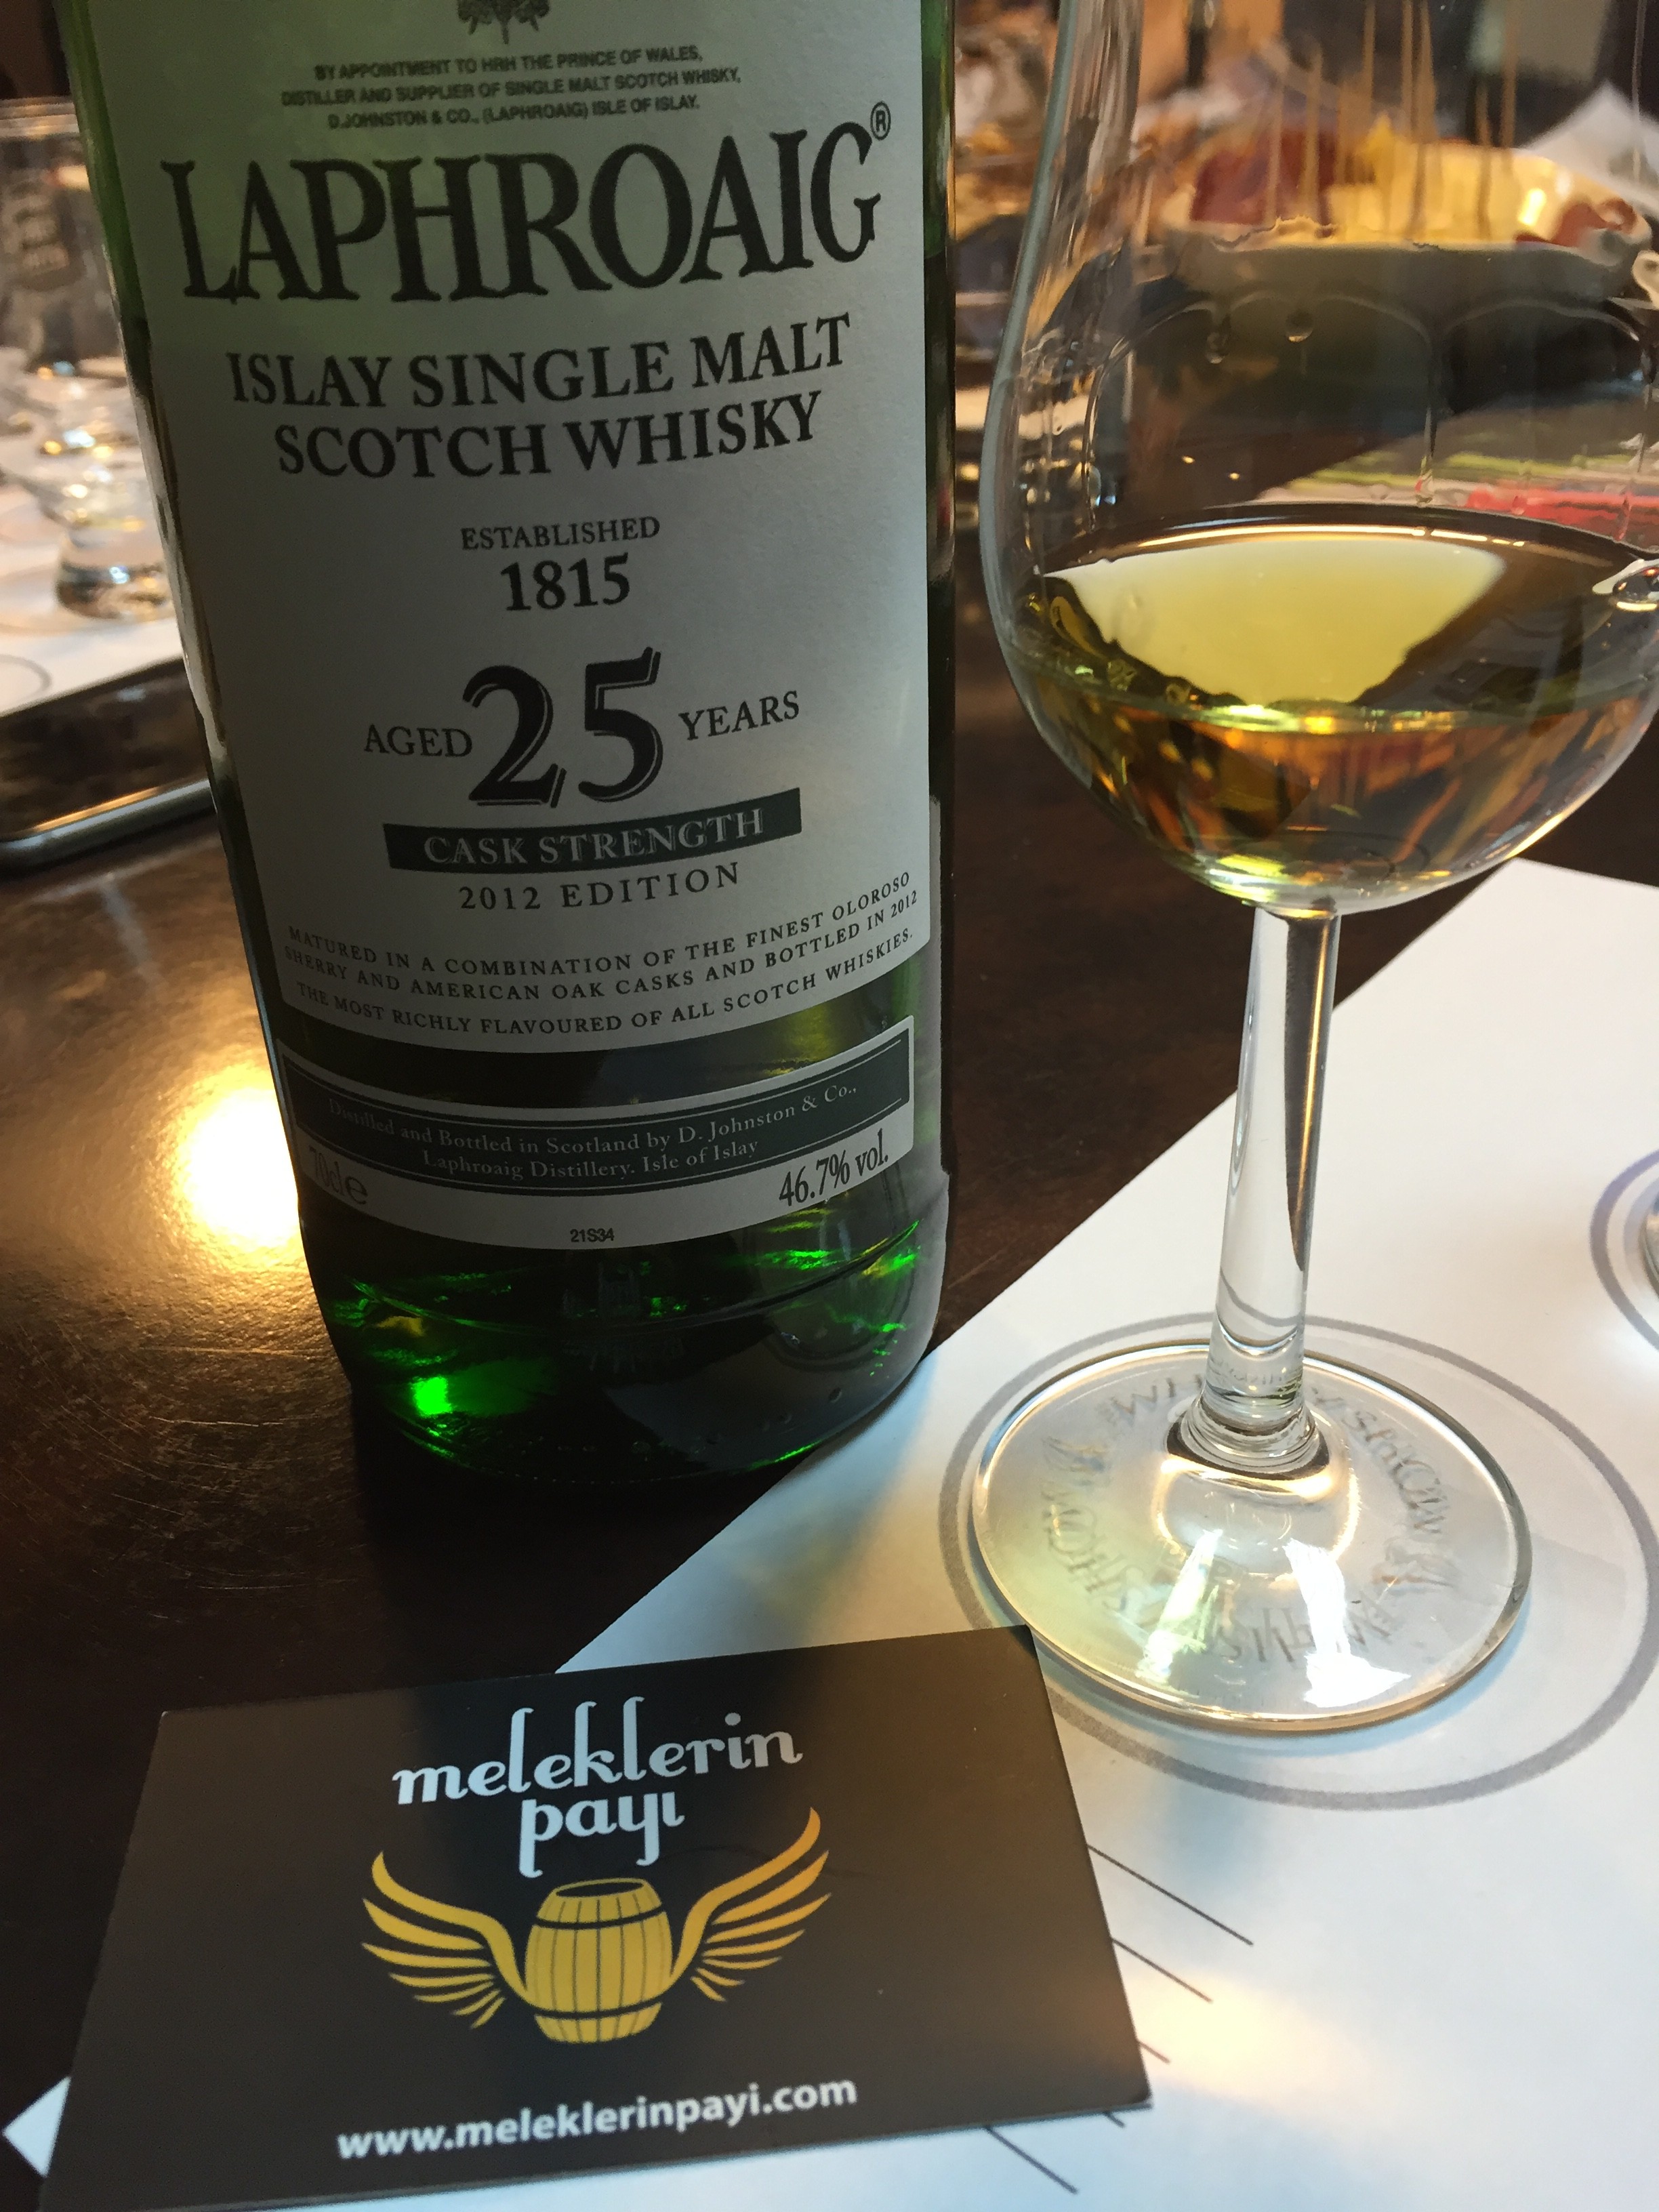 BY APPOINTMENT TO HRH THE PRINCE OF WALES,
DISTILLER AND SUPPLIER OF SINGLE MALT SCOTCH WHISKY,
D.JOHNSTON & CO., (LAPHROAIG) ISLE OF ISLAY.
LAPHROAIG®
ISLAY SINGLE MALT
SCOTCH WHISKY
ESTABLISHED
1815
AGED 25 YEARS
CASK STRENGTH
2012 EDITION
MATURED IN A COMBINATION OF THE FINEST OLOROSO
SHERRY AND AMERICAN OAK CASKS AND BOTTLED IN 2012
THE MOST RICHLY FLAVOURED OF ALL SCOTCH WHISKIES.
Distilled and Bottled in Scotland by D. Johnston & Co.,
Laphroaig Distillery. Isle of Islay
70cl e 46.7% vol.
21S34
meleklerin
payı
www.meleklerinpayi.com